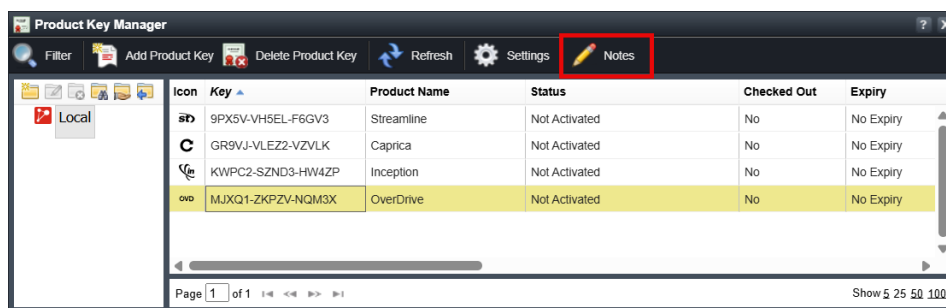 Product Key Manager ?
Filter Add Product Key Delete Product Key Refresh Settings Notes
Icon Key Product Name Status Checked Out Expiry
Local
STD 9PX5V-VH5EL-F6GV3 Streamline Not Activated No No Expiry
C GR9VJ-VLEZ2-VZVLK Caprica Not Activated No No Expiry
KWPC2-SZND3-HW4ZP Inception Not Activated No No Expiry
OVD MJXQ1-ZKPZV-NQM3X OverDrive Not Activated No No Expiry
Page 1 of 1 Show 5 25 50 100